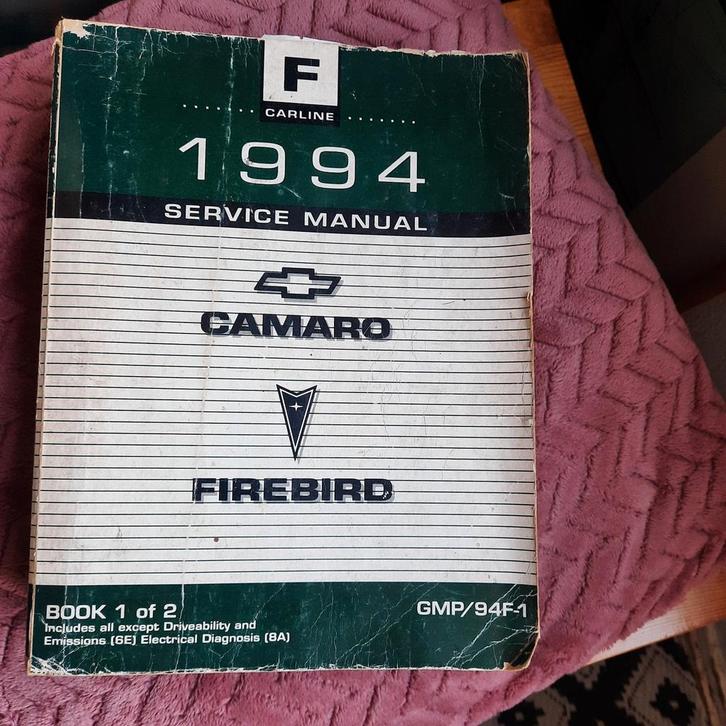 F
CARLINE
1994
SERVICE MANUAL
CAMARO
FIREBIRD
BOOK 1 of 2
Includes all except Driveability and
Emissions (6E) Electrical Diagnosis (8A)
GMP/94F-1